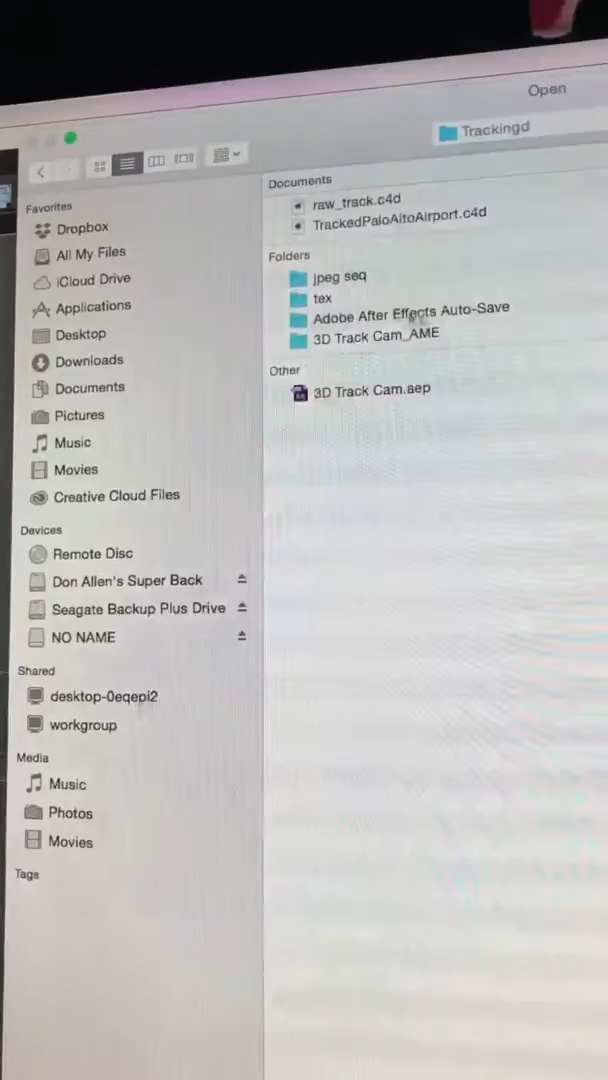 Open
Trackingd
Favorites
Dropbox
All My Files
iCloud Drive
Applications
Desktop
Downloads
Documents
Pictures
Music
Movies
Creative Cloud Files
Devices
Remote Disc
Don Allen's Super Back
Seagate Backup Plus Drive
NO NAME
Shared
desktop-0eqepi2
workgroup
Media
Music
Photos
Movies
Tags
Documents
raw_track.c4d
TrackedPaloAltoAirport.c4d
Folders
jpeg seq
tex
Adobe After Effects Auto-Save
3D Track Cam_AME
Other
3D Track Cam.aep